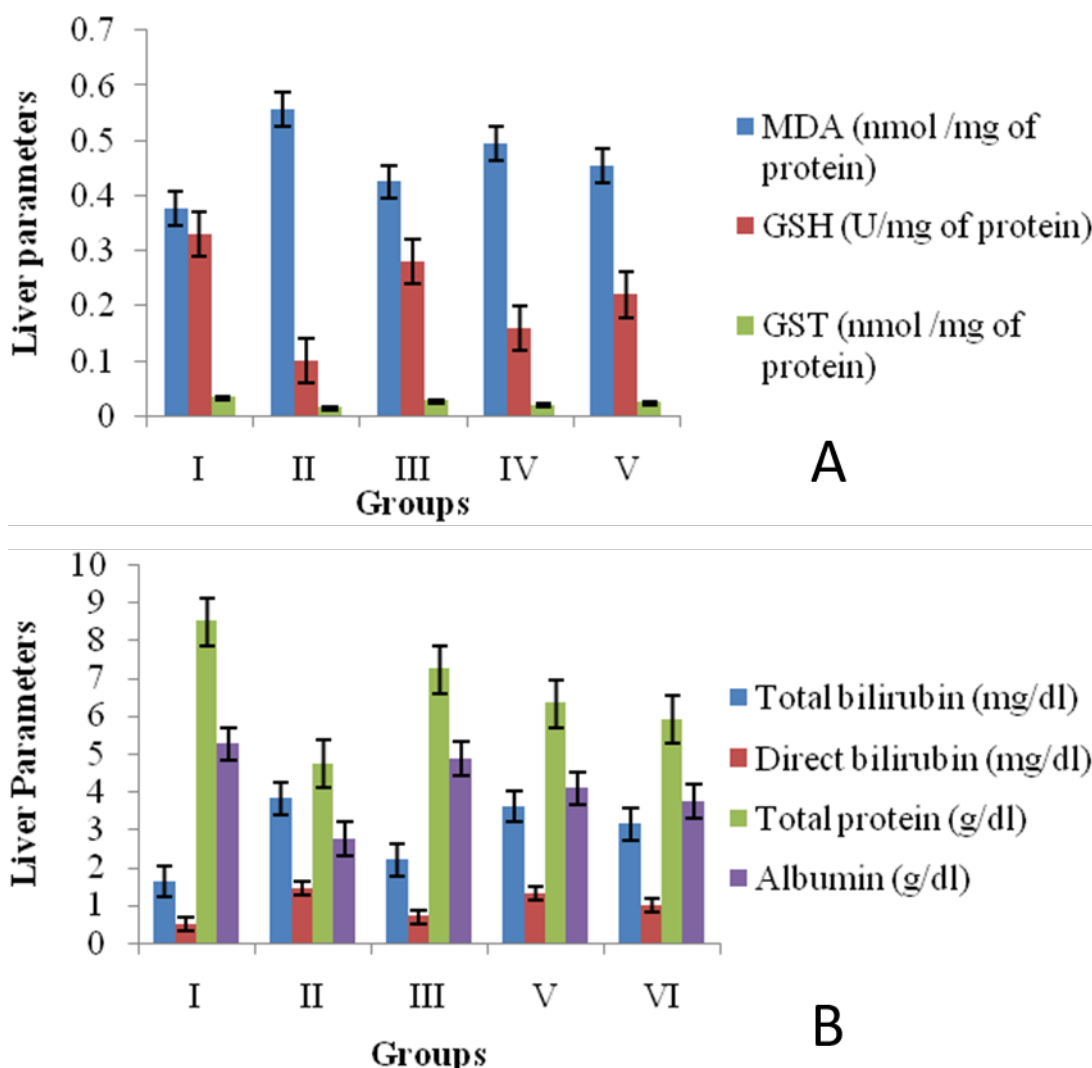 0.7
0.6
0.5
0.4
0.3
0.2
0.1
0
Liver parameters
I II III IV V
Groups
MDA (nmol /mg of
protein)
GSH (U/mg of protein)
GST (nmol /mg of
protein)
A
10
9
8
7
6
5
4
3
2
1
0
Liver Parameters
I II III V VI
Groups
Total bilirubin (mg/dl)
Direct bilirubin (mg/dl)
Total protein (g/dl)
Albumin (g/dl)
B